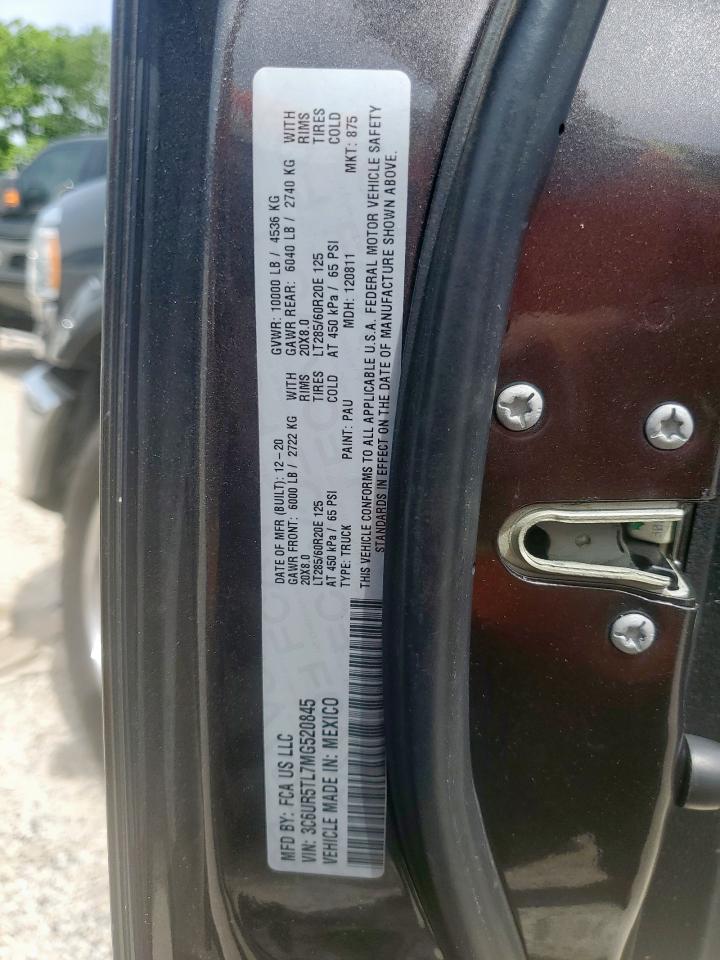 MFD BY: FCA US LLC
DATE OF MFR (BUILT): 12-20
GVWR: 10000 LB / 4536 KG
VIN: 3C6UR5TL7MG520845
GAWR FRONT: 6000 LB / 2722 KG WITH
GAWR REAR: 6040 LB / 2740 KG WITH
VEHICLE MADE IN: MEXICO
20X8.0 RIMS
20X8.0 RIMS
LT285/60R20E 125 TIRES
LT285/60R20E 125 TIRES
AT 450 kPa / 65 PSI COLD
AT 450 kPa / 65 PSI COLD
TYPE: TRUCK PAINT: PAU MDH: 120811 MKT: 875
THIS VEHICLE CONFORMS TO ALL APPLICABLE U.S.A. FEDERAL MOTOR VEHICLE SAFETY
STANDARDS IN EFFECT ON THE DATE OF MANUFACTURE SHOWN ABOVE.